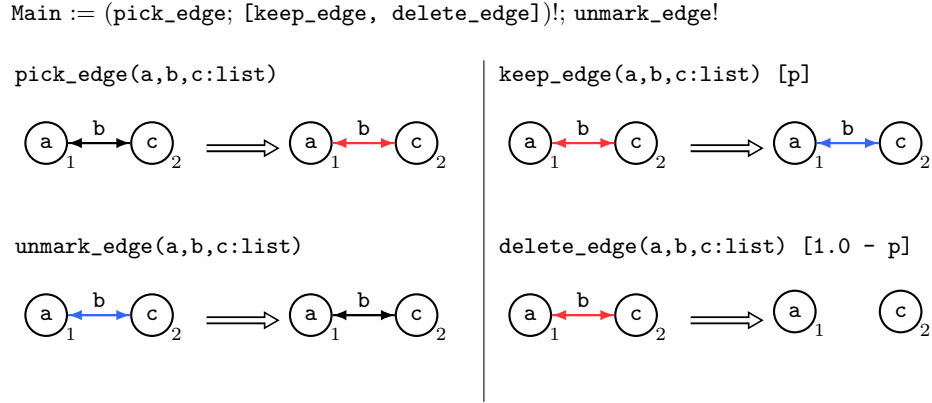 Main := (pick_edge; [keep_edge, delete_edge])!; unmark_edge!
pick_edge(a,b,c:list)
a b c a b c
1 2 1 2
unmark_edge(a,b,c:list)
a b c a b c
1 2 1 2
keep_edge(a,b,c:list) [p]
a b c a b c
1 2 1 2
delete_edge(a,b,c:list) [1.0 - p]
a b c a c
1 2 1 2